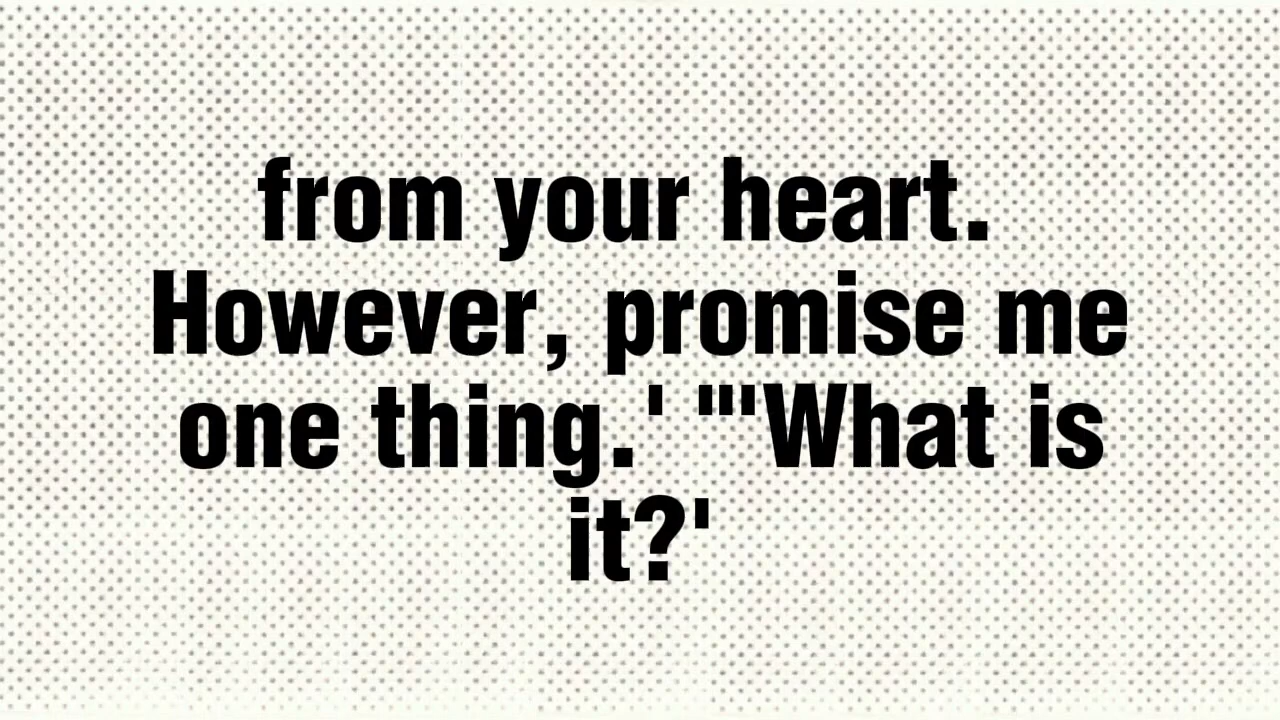 from your heart.
However, promise me
one thing.' "'What is
it?'